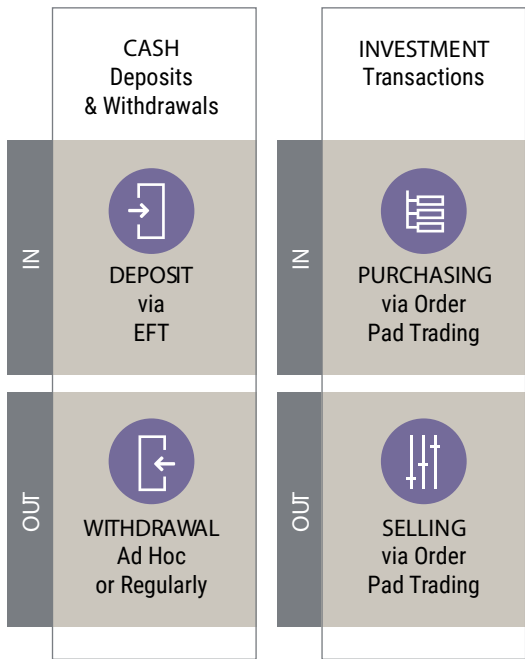 CASH
Deposits
& Withdrawals
IN
DEPOSIT
via
EFT
OUT
WITHDRAWAL
Ad Hoc
or Regularly
INVESTMENT
Transactions
IN
PURCHASING
via Order
Pad Trading
OUT
SELLING
via Order
Pad Trading